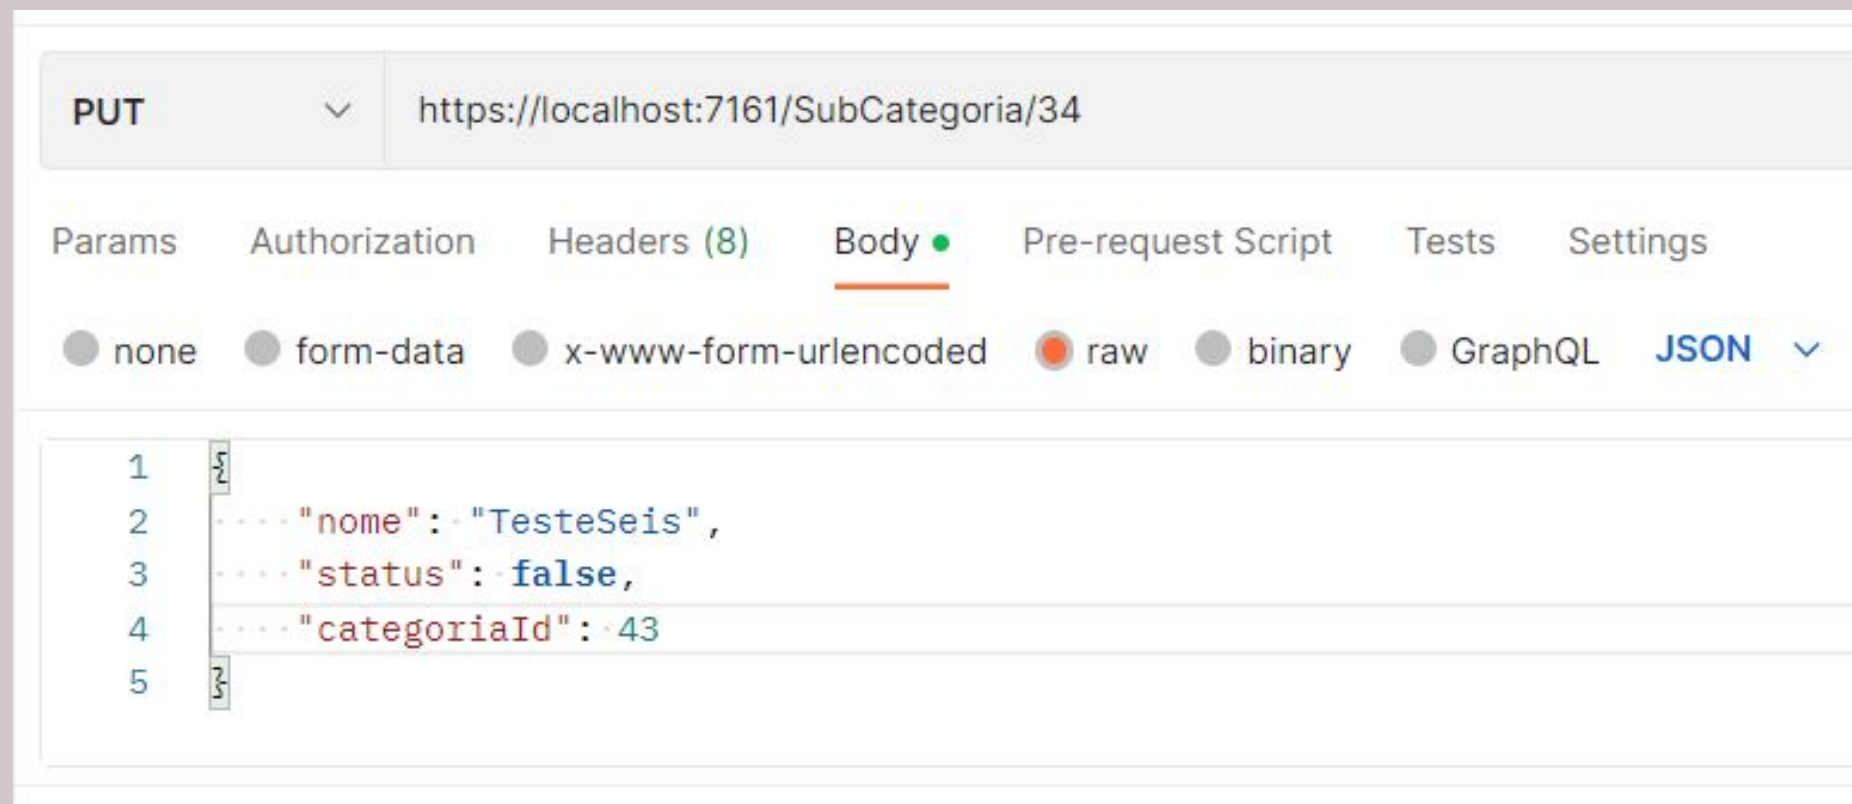 PUT https://localhost:7161/SubCategoria/34
Params Authorization Headers (8) Body Pre-request Script Tests Settings
none form-data x-www-form-urlencoded raw binary GraphQL JSON
1 {
2 "nome": "TesteSeis",
3 "status": false,
4 "categoriaId": 43
5 }